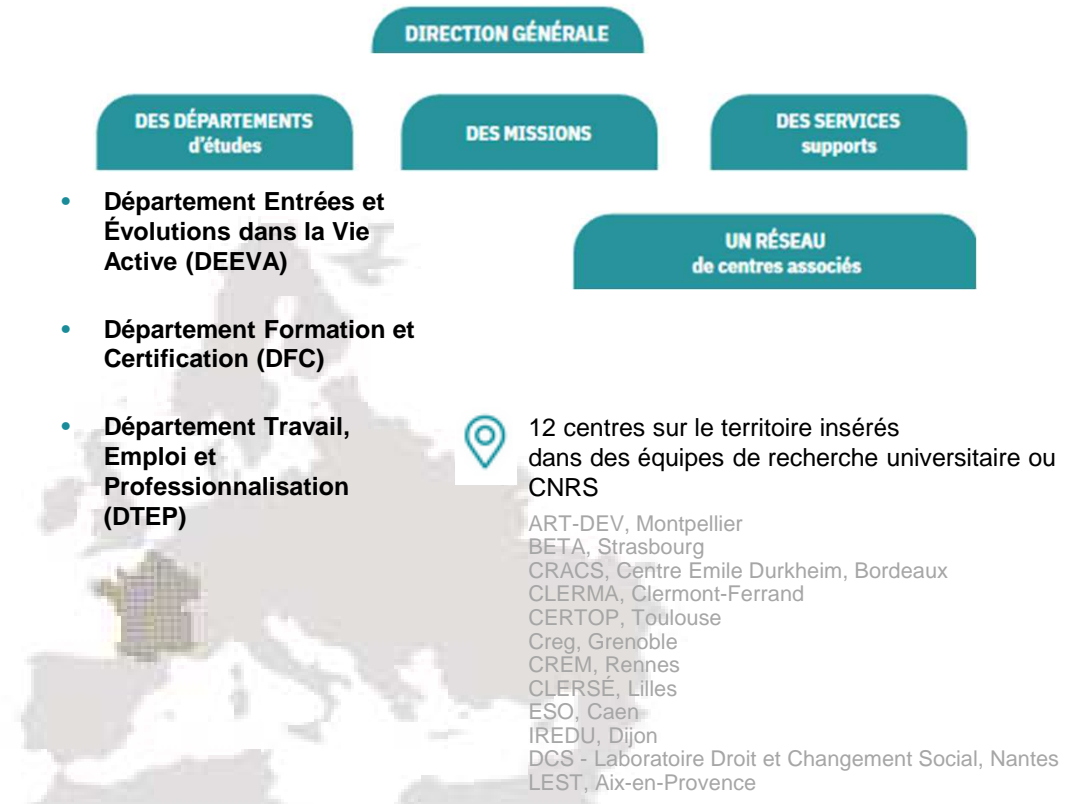 DIRECTION GÉNÉRALE
DES DÉPARTEMENTS
d'études
DES MISSIONS
DES SERVICES
supports
• Département Entrées et
Évolutions dans la Vie
Active (DEEVA)
• Département Formation et
Certification (DFC)
• Département Travail,
Emploi et
Professionnalisation
(DTEP)
UN RÉSEAU
de centres associés
12 centres sur le territoire insérés
dans des équipes de recherche universitaire ou
CNRS
ART-DEV, Montpellier
BETA, Strasbourg
CRACS, Centre Emile Durkheim, Bordeaux
CLERMA, Clermont-Ferrand
CERTOP, Toulouse
Creg, Grenoble
CREM, Rennes
CLERSÉ, Lilles
ESO, Caen
IREDU, Dijon
DCS - Laboratoire Droit et Changement Social, Nantes
LEST, Aix-en-Provence